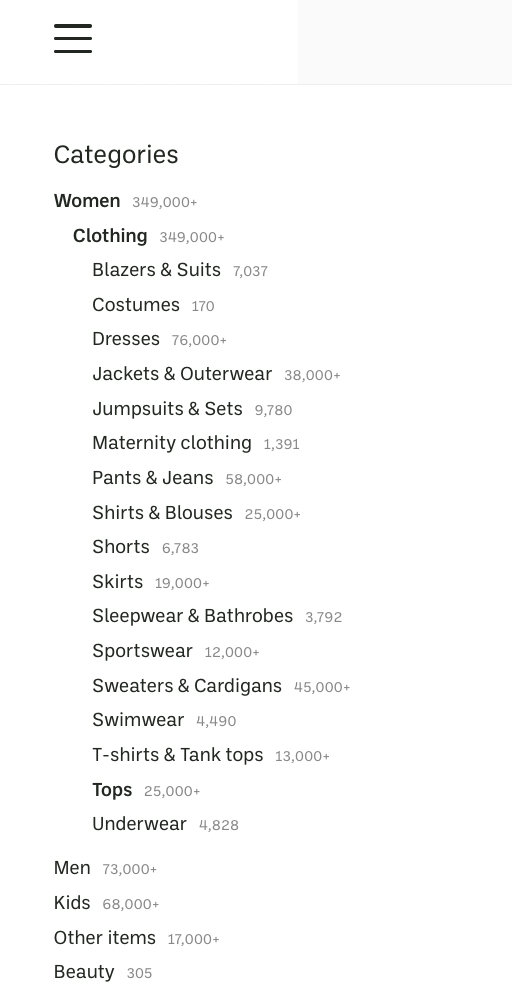 Categories
Women 349,000+
Clothing 349,000+
Blazers & Suits 7,037
Costumes 170
Dresses 76,000+
Jackets & Outerwear 38,000+
Jumpsuits & Sets 9,780
Maternity clothing 1,391
Pants & Jeans 58,000+
Shirts & Blouses 25,000+
Shorts 6,783
Skirts 19,000+
Sleepwear & Bathrobes 3,792
Sportswear 12,000+
Sweaters & Cardigans 45,000+
Swimwear 4,490
T-shirts & Tank tops 13,000+
Tops 25,000+
Underwear 4,828
Men 73,000+
Kids 68,000+
Other items 17,000+
Beauty 305